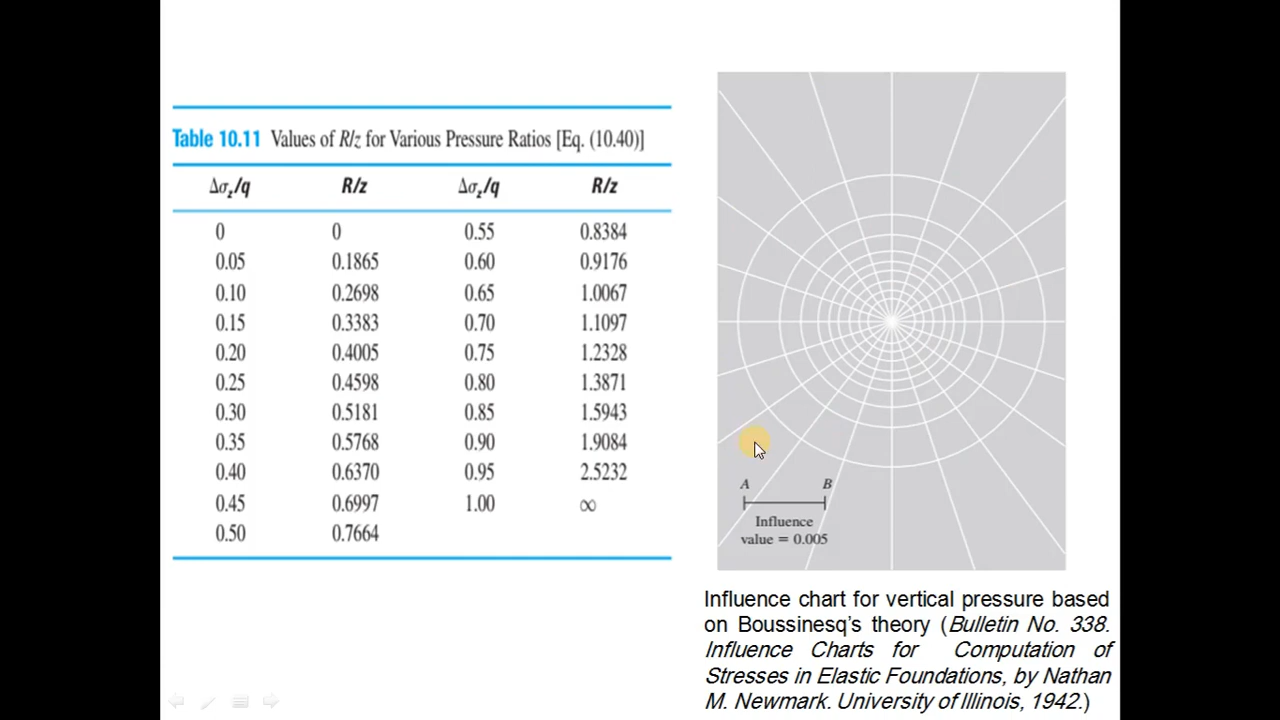 Table 10.11 Values of R/z for Various Pressure Ratios [Eq. (10.40)]
Δσz/q R/z Δσz/q R/z
0 0 0.55 0.8384
0.05 0.1865 0.60 0.9176
0.10 0.2698 0.65 1.0067
0.15 0.3383 0.70 1.1097
0.20 0.4005 0.75 1.2328
0.25 0.4598 0.80 1.3871
0.30 0.5181 0.85 1.5943
0.35 0.5768 0.90 1.9084
0.40 0.6370 0.95 2.5232
0.45 0.6997 1.00 ∞
0.50 0.7664
A B
Influence
value = 0.005
Influence chart for vertical pressure based
on Boussinesq's theory (Bulletin No. 338.
Influence Charts for Computation of
Stresses in Elastic Foundations, by Nathan
M. Newmark. University of Illinois, 1942.)